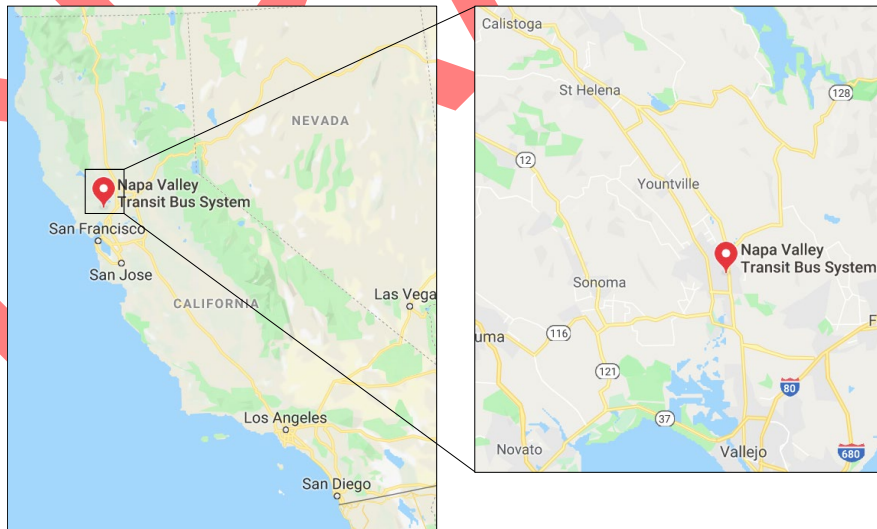 NEVADA
Napa Valley
Transit Bus System
San Francisco
San Jose
CALIFORNIA
Las Vega
Los Angeles
San Diego
Calistoga
St Helena
128
12
Yountville
Napa Valley
Transit Bus System
Sonoma
F
uma
116
121
80
37
Novato
Vallejo
680